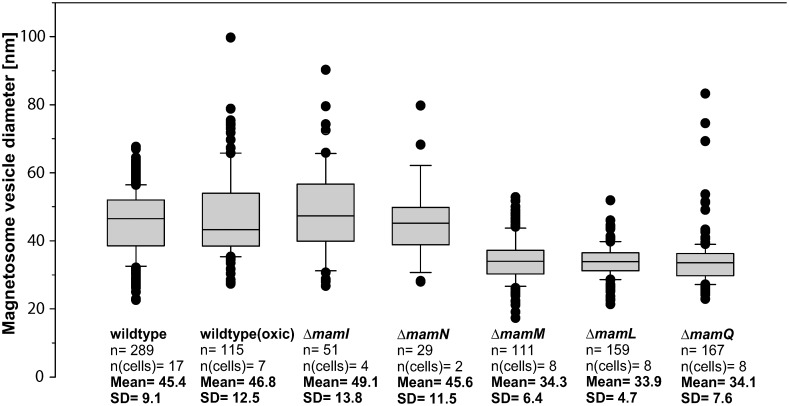 Magnetosome vesicle diameter [nm]
100
80
60
40
20
0
wildtype
n= 289
n(cells)= 17
Mean= 45.4
SD= 9.1
wildtype(oxic)
n= 115
n(cells)= 7
Mean= 46.8
SD= 12.5
ΔmamI
n= 51
n(cells)= 4
Mean= 49.1
SD= 13.8
ΔmamN
n= 29
n(cells)= 2
Mean= 45.6
SD= 11.5
ΔmamM
n= 111
n(cells)= 8
Mean= 34.3
SD= 6.4
ΔmamL
n= 159
n(cells)= 8
Mean= 33.9
SD= 4.7
ΔmamQ
n= 167
n(cells)= 8
Mean= 34.1
SD= 7.6